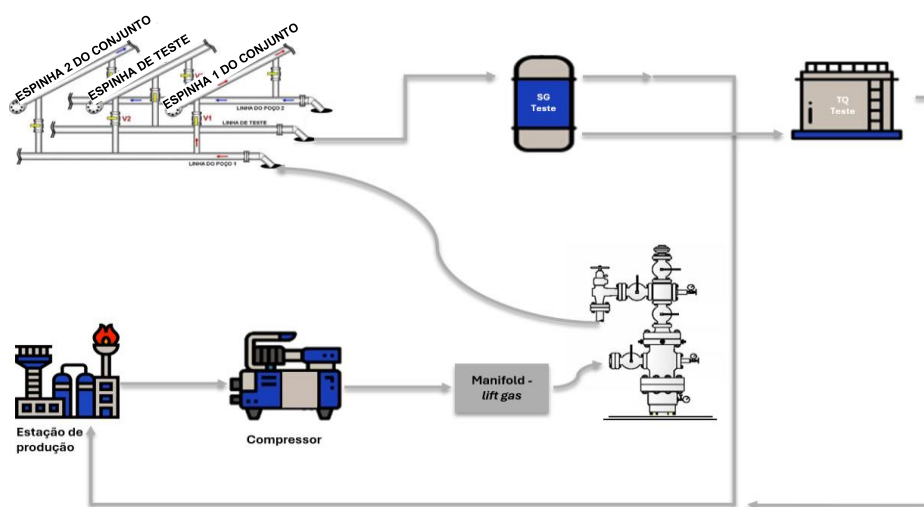 ESPINHA 2 DO CONJUNTO
ESPINHA DE TESTE
ESPINHA 1 DO CONJUNTO
LINHA DO POÇO 2
V2
V1
LINHA DE TESTE
LINHA DO POÇO 1
SG
Teste
TQ
Teste
Manifold -
lift gas
Estação de
produção
Compressor